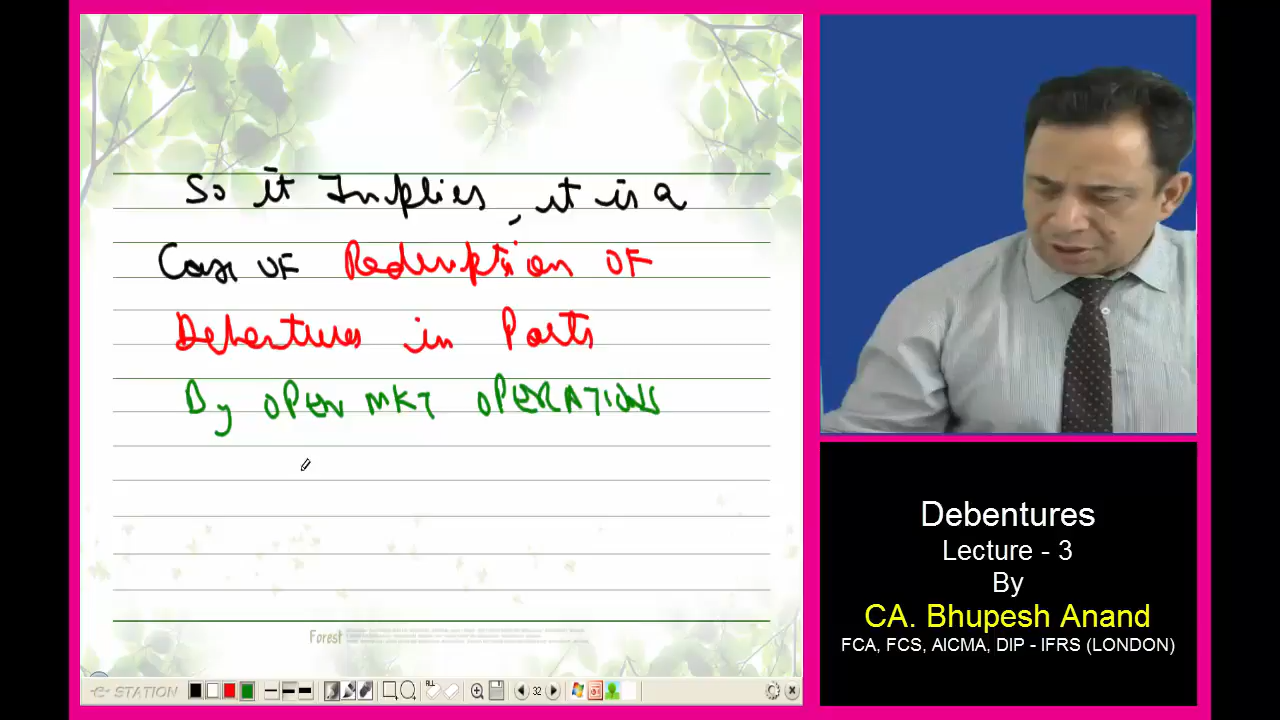 So it Implies, it is a
Case OF Redemption OF
Debentures in Parts
By OPEN MKT OPERATIONS
Forest
e-STATION
ALL
32
Debentures
Lecture - 3
By
CA. Bhupesh Anand
FCA, FCS, AICMA, DIP - IFRS (LONDON)